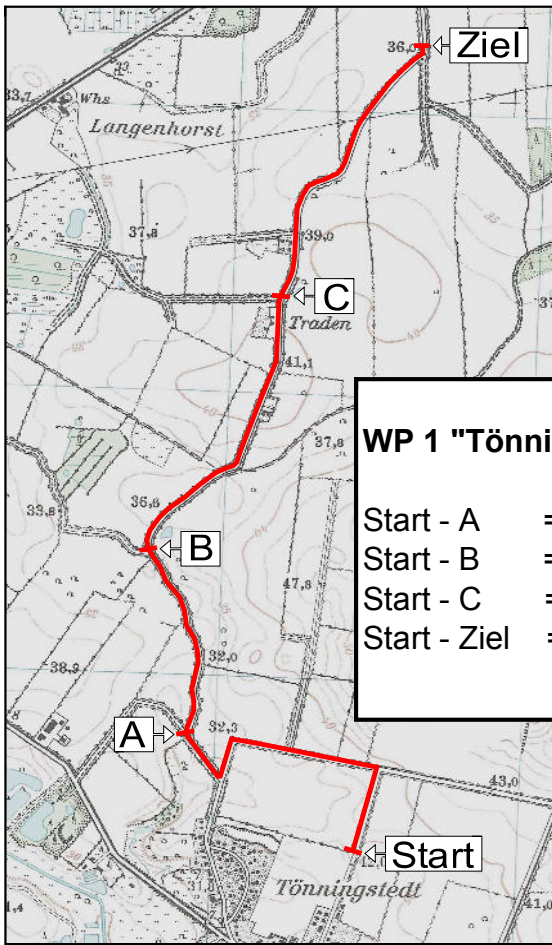 36,
Ziel
33,7
Whs
Langenhorst
37,8
39,0
C
Traden
41,1
37,8
36,8
33,8
B
47,8
38,9
32,0
A
32,3
43,0
Start
Tönningstedt
41,0
1,4
WP 1 "Tönni
Start - A =
Start - B =
Start - C =
Start - Ziel =